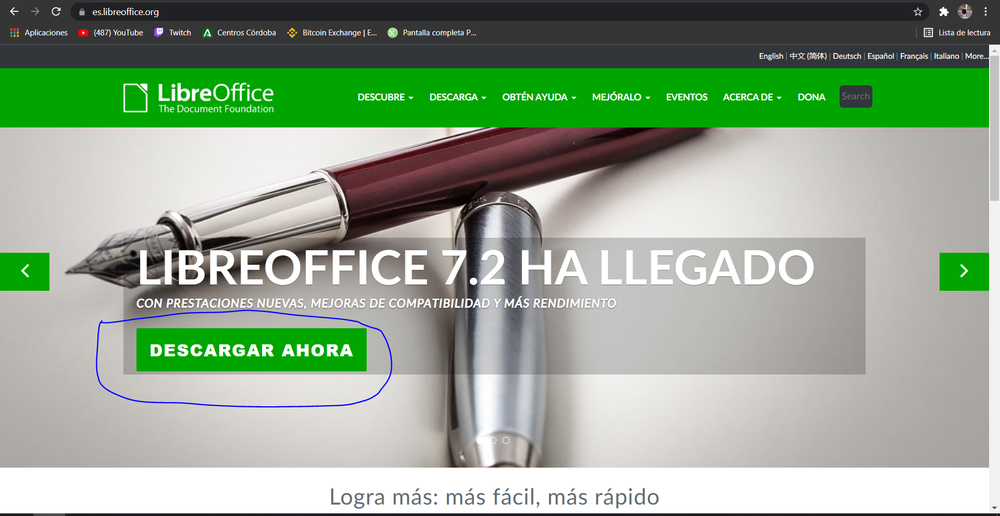 es.libreoffice.org
Aplicaciones (487) YouTube Twitch Centros Córdoba Bitcoin Exchange | E... Pantalla completa P... Lista de lectura
English | 中文 (简体) | Deutsch | Español | Français | Italiano | More...
LibreOffice
The Document Foundation
DESCUBRE DESCARGA OBTÉN AYUDA MEJÓRALO EVENTOS ACERCA DE DONA Search
LIBREOFFICE 7.2 HA LLEGADO
CON PRESTACIONES NUEVAS, MEJORAS DE COMPATIBILIDAD Y MÁS RENDIMIENTO
DESCARGAR AHORA
Logra más: más fácil, más rápido